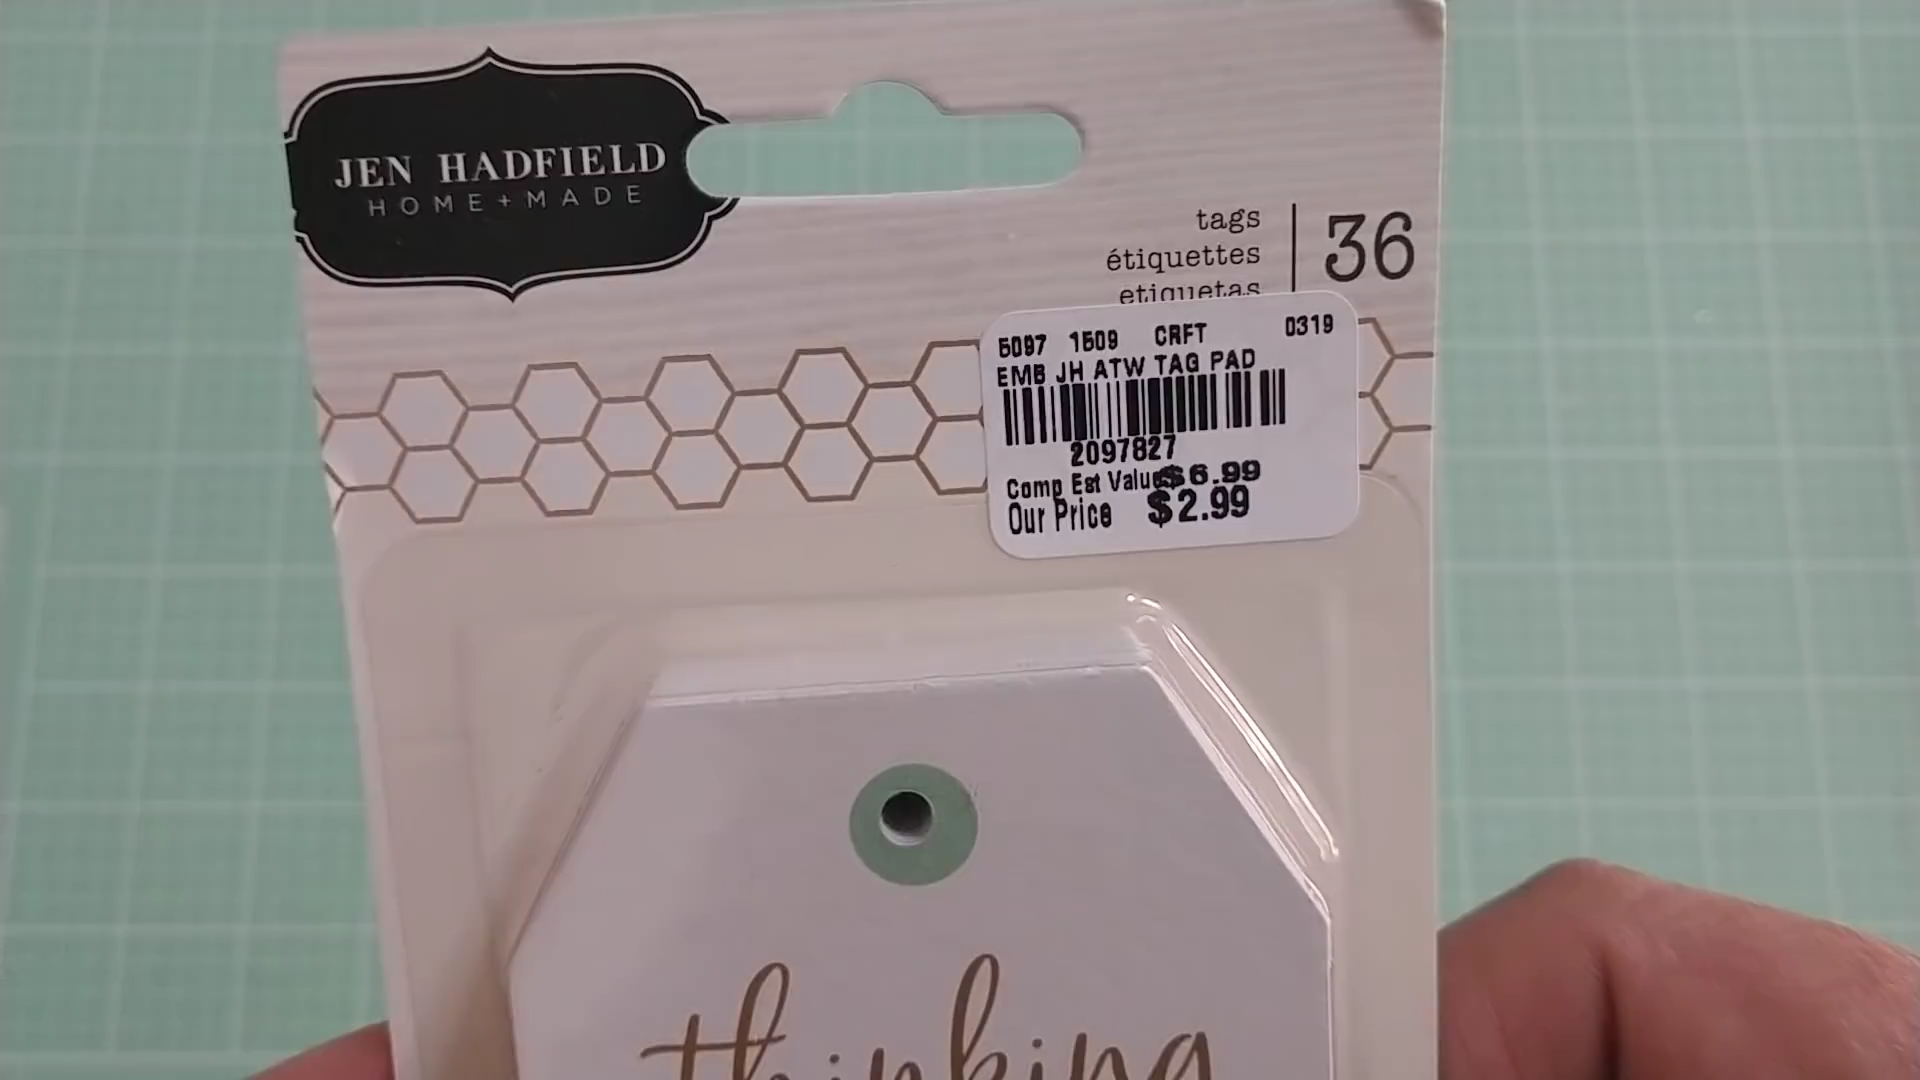 JEN HADFIELD
HOME+MADE
tags
étiquettes
etiquetas
36
5097 1509 CRFT 0319
EMB JH ATW TAG PAD
2097827
Comp Est Value $6.99
Our Price $2.99
thinking